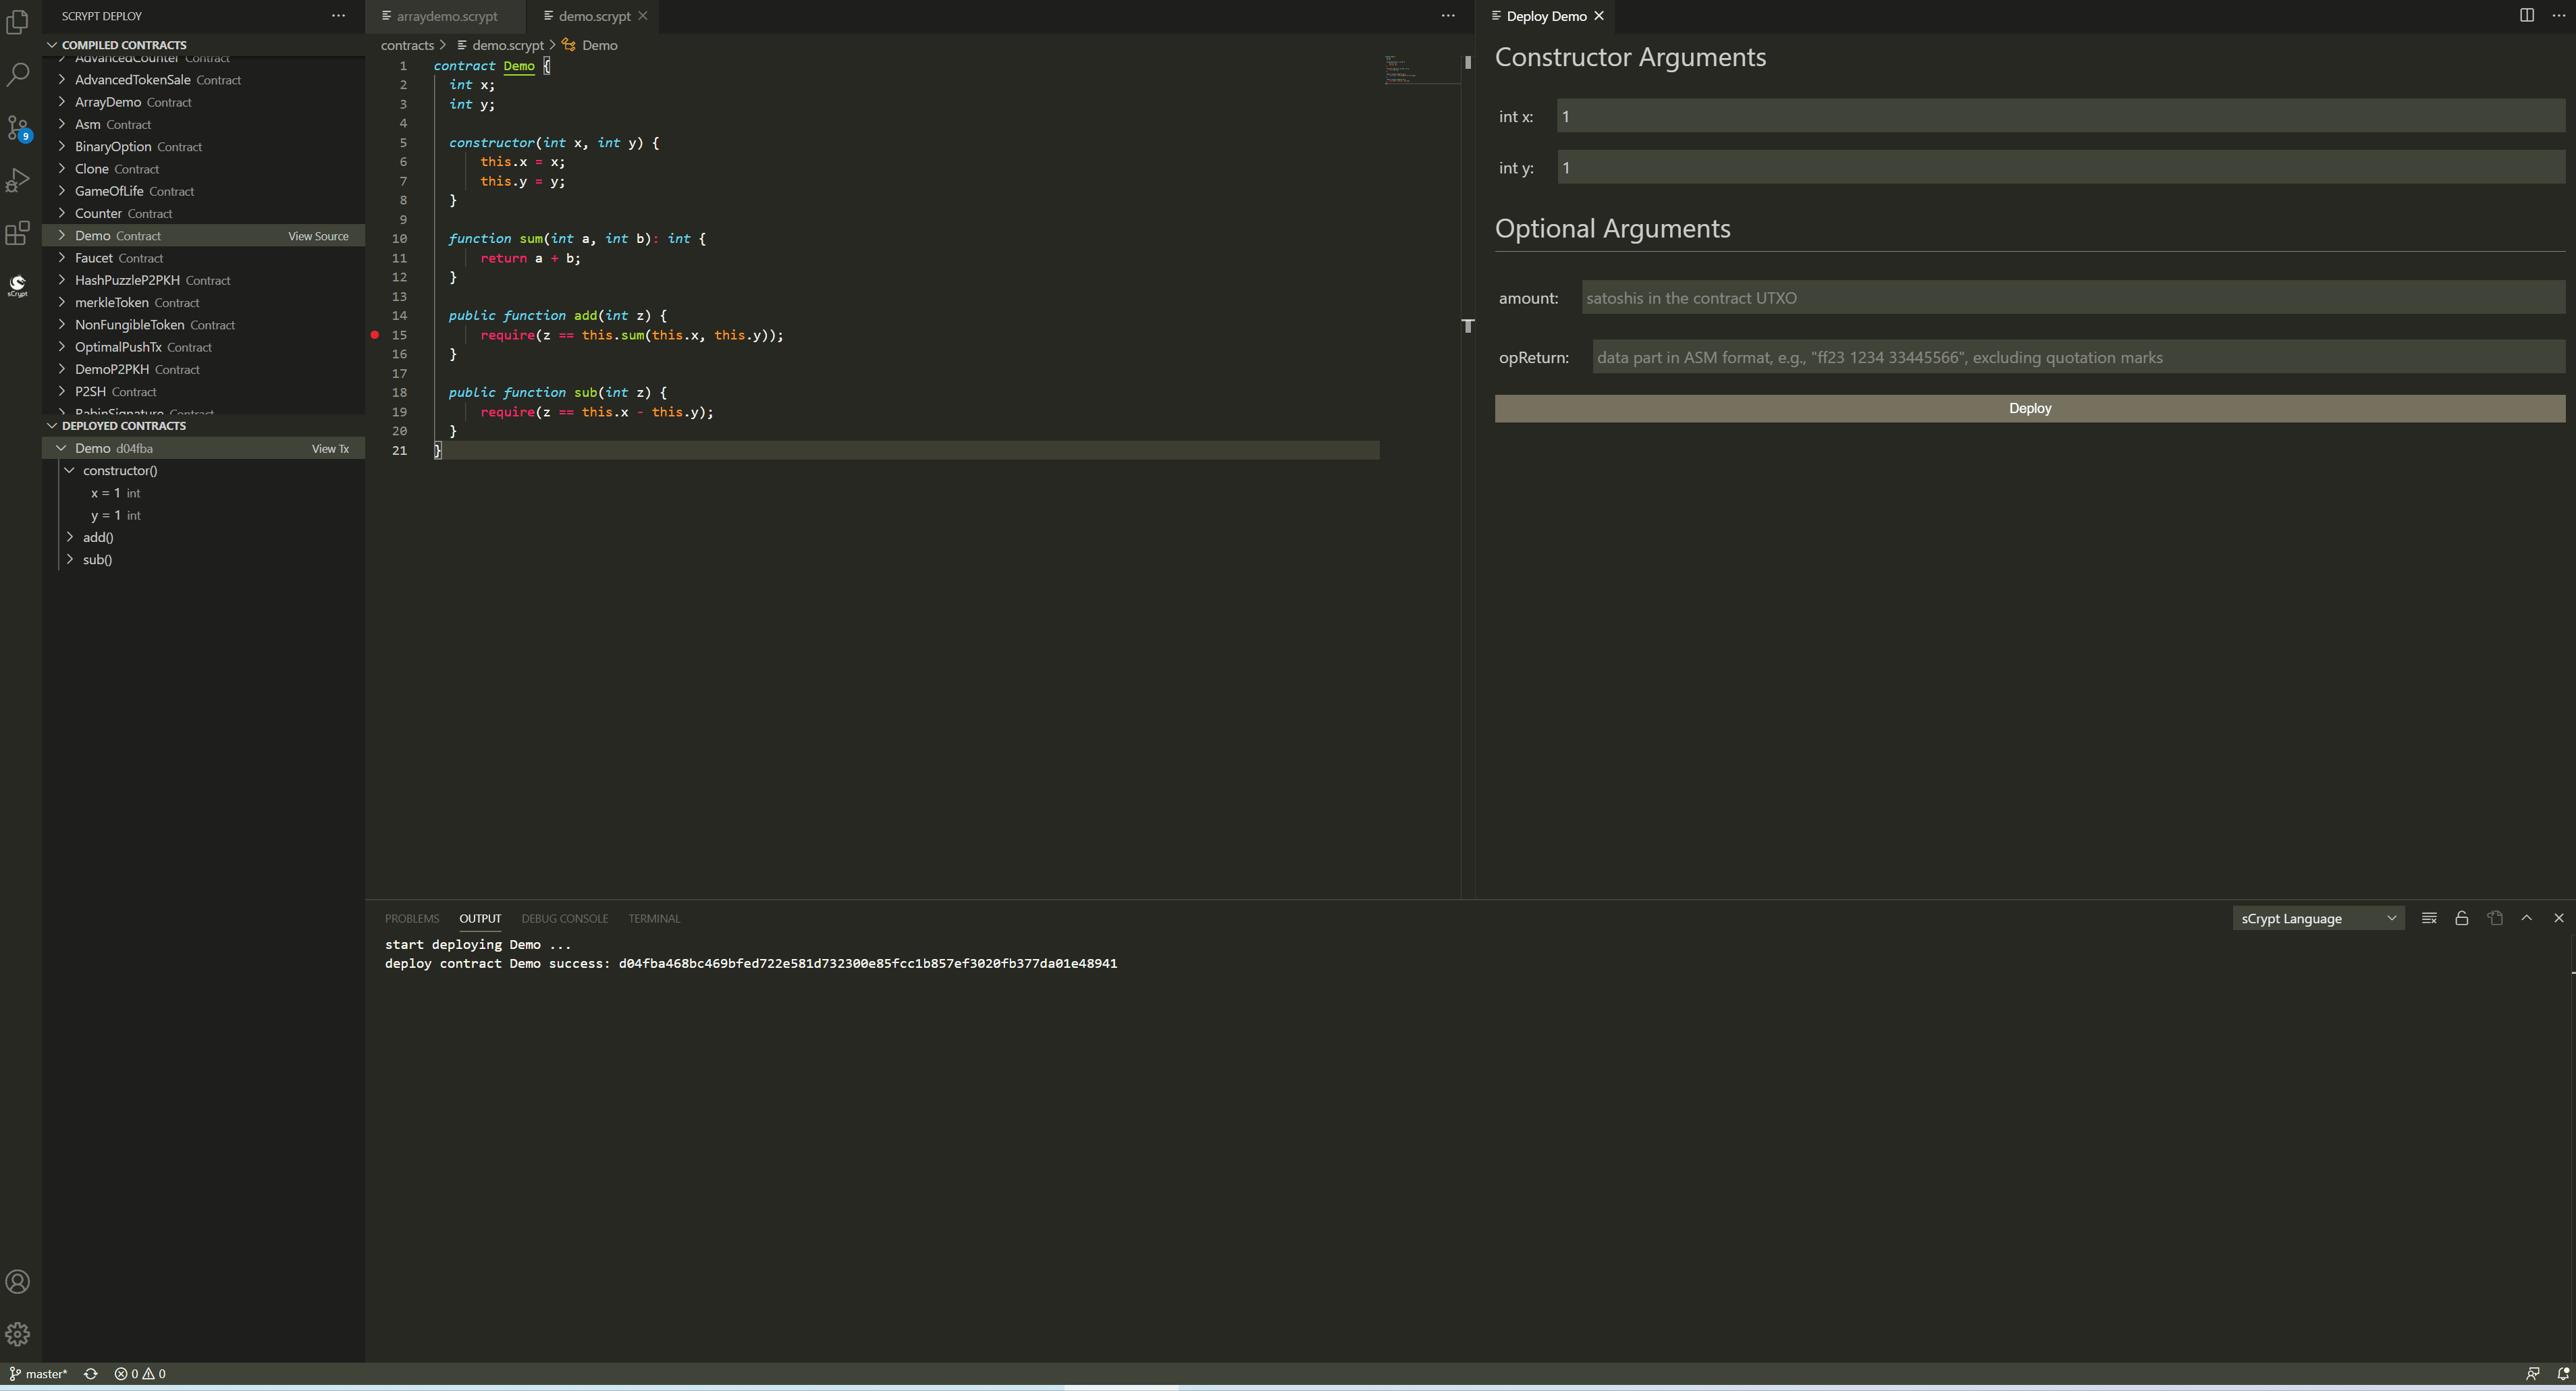 SCRYPT DEPLOY
COMPILED CONTRACTS
AdvancedCounter Contract
AdvancedTokenSale Contract
ArrayDemo Contract
Asm Contract
BinaryOption Contract
Clone Contract
GameOfLife Contract
Counter Contract
Demo Contract View Source
Faucet Contract
HashPuzzleP2PKH Contract
merkleToken Contract
NonFungibleToken Contract
OptimalPushTx Contract
DemoP2PKH Contract
P2SH Contract
RabinSignature Contract
DEPLOYED CONTRACTS
Demo d04fba View Tx
constructor()
x = 1 int
y = 1 int
add()
sub()
9
sCrypt
arraydemo.scrypt
demo.scrypt
contracts > demo.scrypt > Demo
1 contract Demo {
2 int x;
3 int y;
4
5 constructor(int x, int y) {
6 this.x = x;
7 this.y = y;
8 }
9
10 function sum(int a, int b): int {
11 return a + b;
12 }
13
14 public function add(int z) {
15 require(z == this.sum(this.x, this.y));
16 }
17
18 public function sub(int z) {
19 require(z == this.x - this.y);
20 }
21 }
Deploy Demo
Constructor Arguments
int x: 1
int y: 1
Optional Arguments
amount: satoshis in the contract UTXO
opReturn: data part in ASM format, e.g., "ff23 1234 33445566", excluding quotation marks
Deploy
PROBLEMS OUTPUT DEBUG CONSOLE TERMINAL
sCrypt Language
start deploying Demo ...
deploy contract Demo success: d04fba468bc469bfed722e581d732300e85fcc1b857ef3020fb377da01e48941
master* 0 0